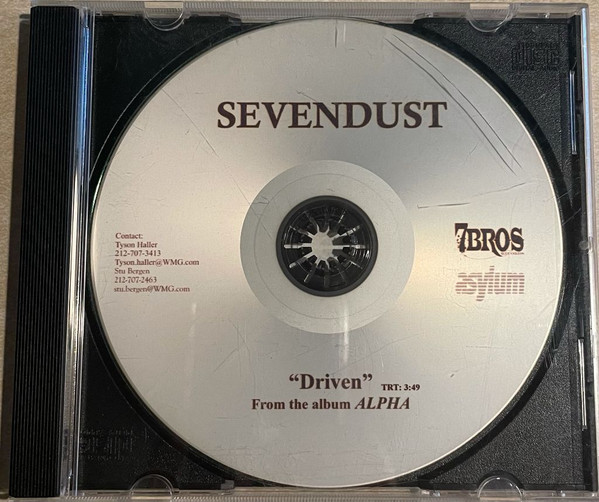 SEVENDUST
Contact:
Tyson Haller
212-707-3413
Tyson.haller@WMG.com
Stu Bergen
212-707-2463
stu.bergen@WMG.com
7BROS
asylum
“Driven” TRT: 3:49
From the album ALPHA